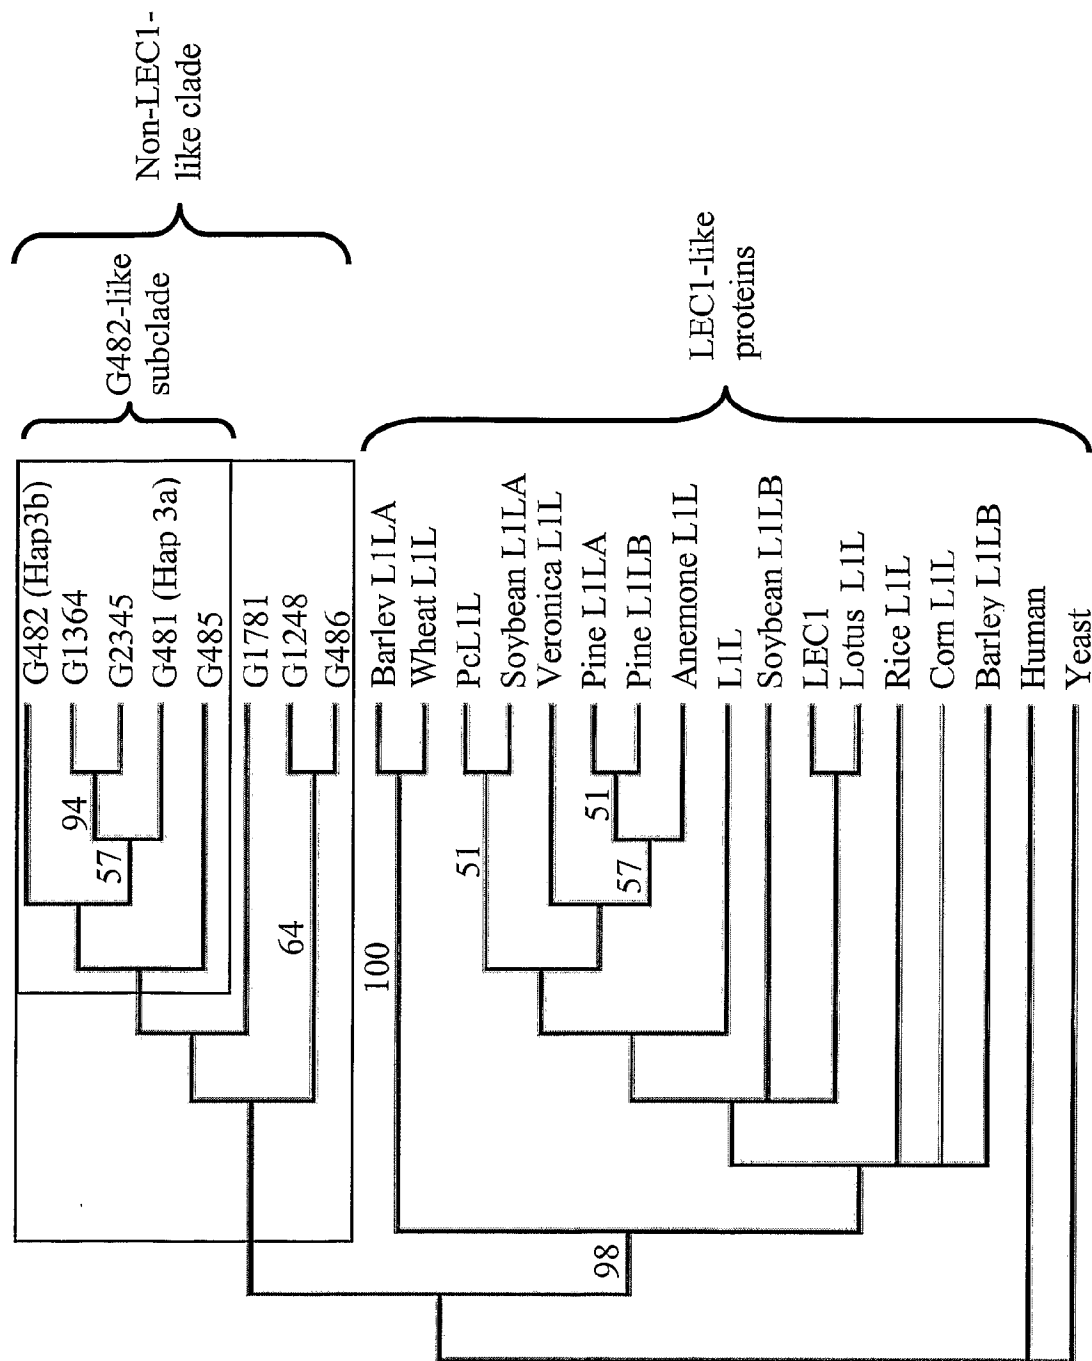 Non-LEC1-
like clade
G482-like
subclade
LEC1-like
proteins
G482 (Hap3b)
G1364
G2345
G481 (Hap 3a)
G485
G1781
G1248
G486
Barlev L1LA
Wheat L1L
PcL1L
Soybean L1LA
Veronica L1L
Pine L1LA
Pine L1LB
Anemone L1L
L1L
Soybean L1LB
LEC1
Lotus L1L
Rice L1L
Corn L1L
Barley L1LB
Human
Yeast
94
57
64
100
51
51
57
98